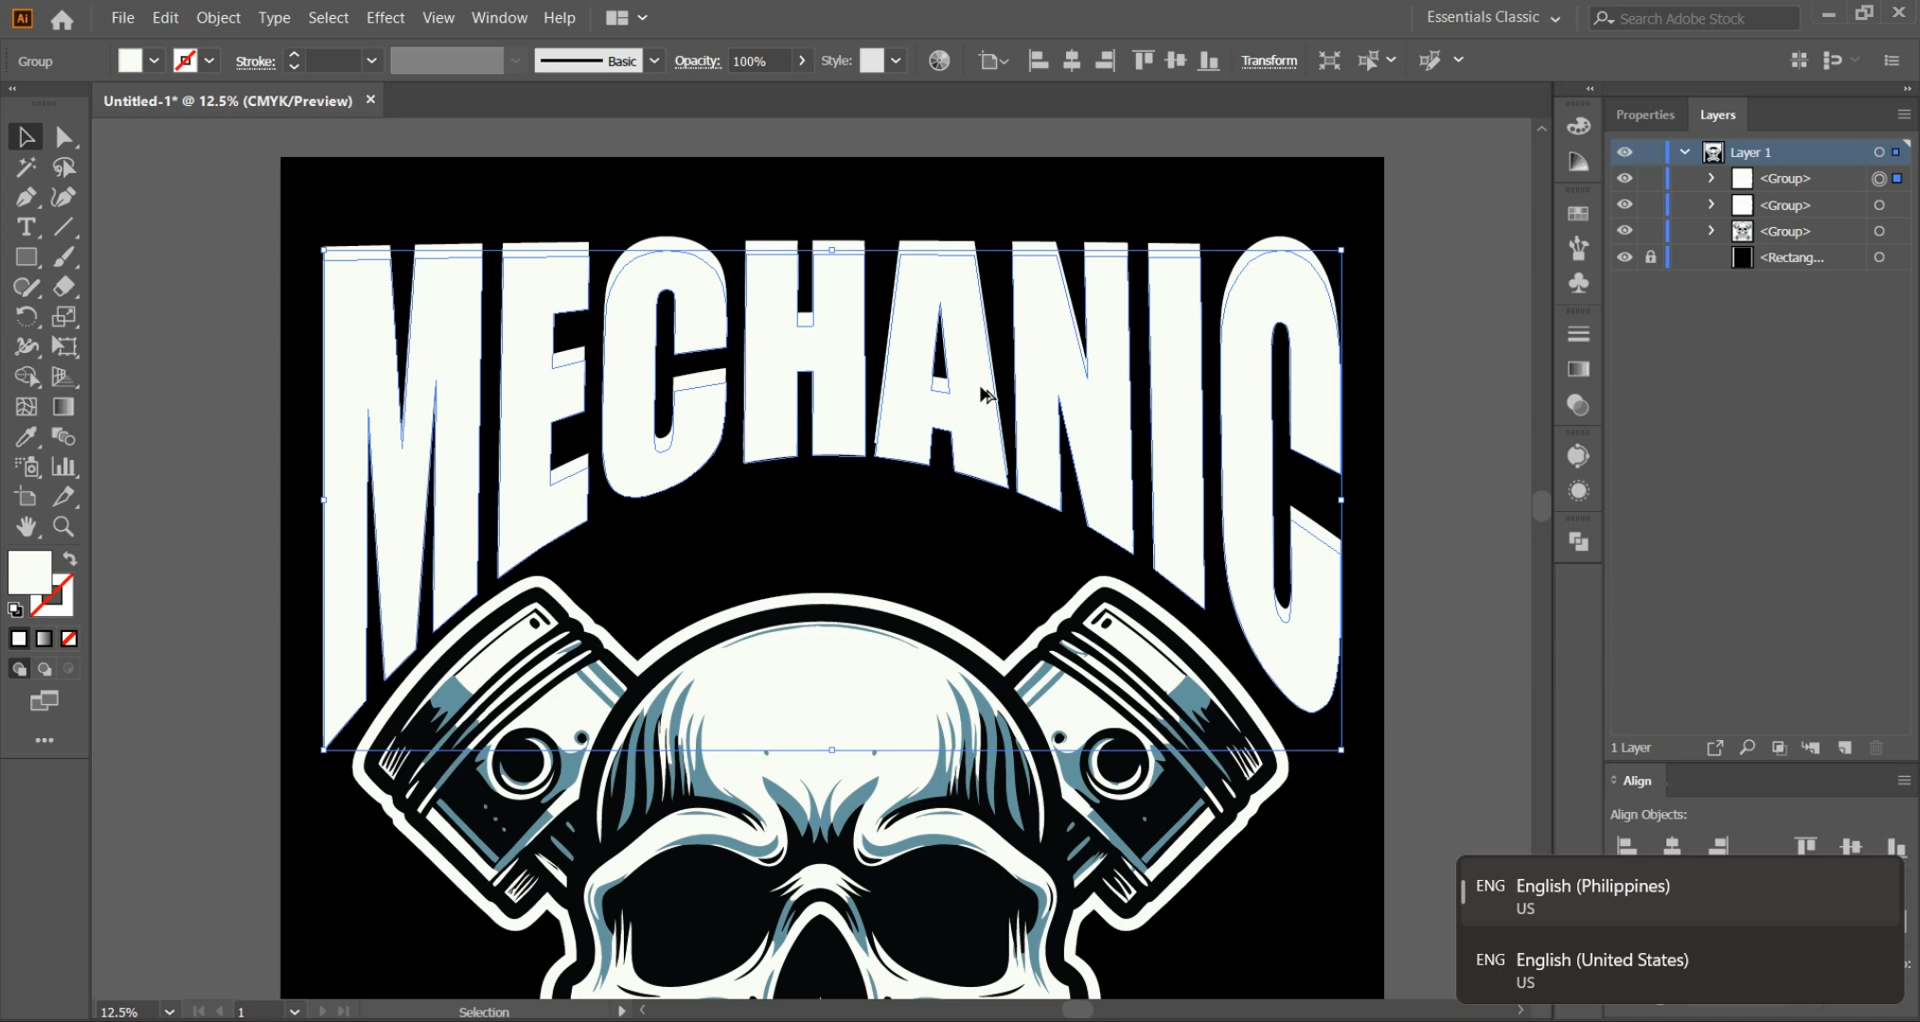 Ai File Edit Object Type Select Effect View Window Help Essentials Classic Search Adobe Stock
Group Stroke: Basic Opacity: 100% Style: Transform
Untitled-1* @ 12.5% (CMYK/Preview)
Properties Layers
Layer 1
<Group>
<Group>
<Group>
<Rectang...
MECHANIC
1 Layer
Align
Align Objects:
ENG English (Philippines)
US
ENG English (United States)
US
12.5% 1 Selection